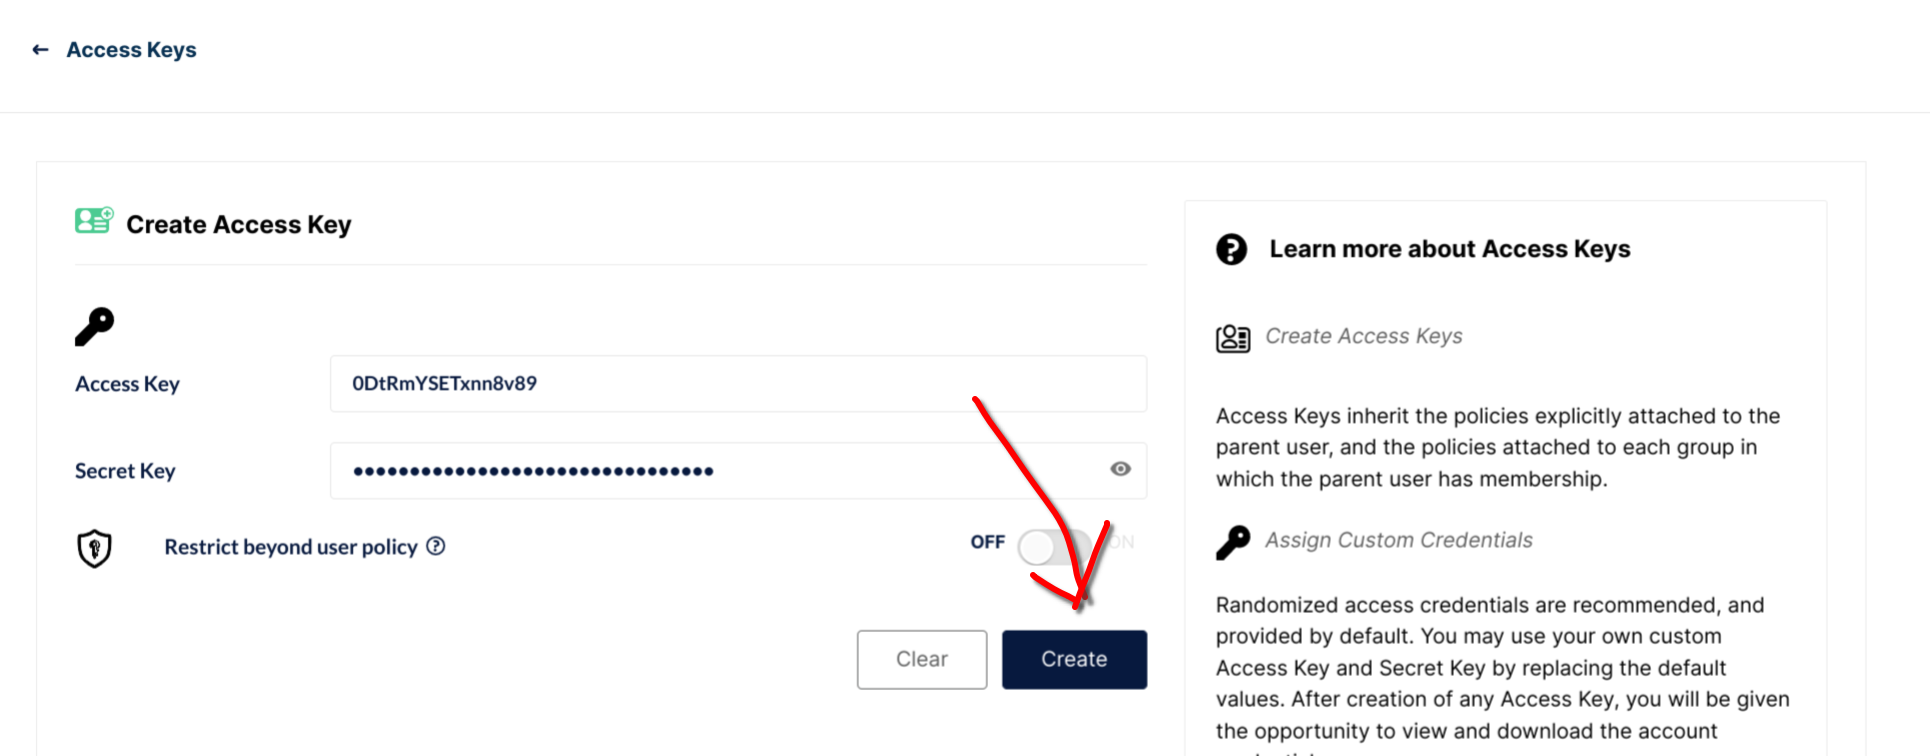 Access Keys
Create Access Key
Access Key
0DtRmYSETxnn8v89
Secret Key
••••••••••••••••••••••••••••••••
Restrict beyond user policy
OFF
ON
Clear
Create
Learn more about Access Keys
Create Access Keys
Access Keys inherit the policies explicitly attached to the
parent user, and the policies attached to each group in
which the parent user has membership.
Assign Custom Credentials
Randomized access credentials are recommended, and
provided by default. You may use your own custom
Access Key and Secret Key by replacing the default
values. After creation of any Access Key, you will be given
the opportunity to view and download the account